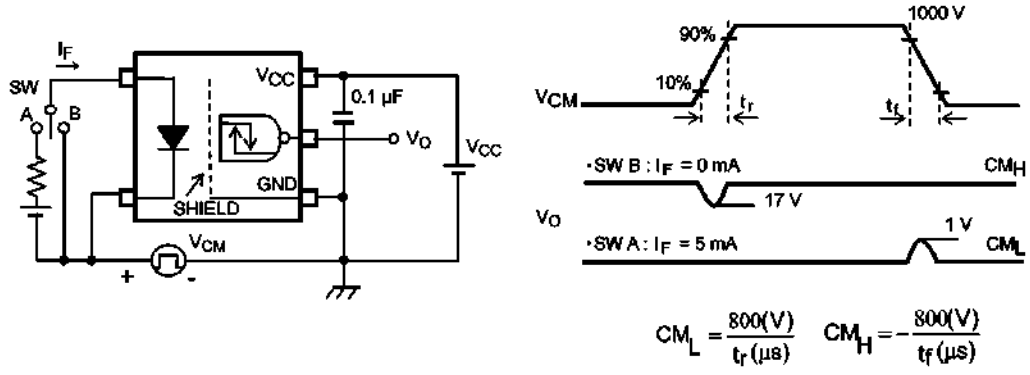 IF
SW
A
B
VCC
0.1 µF
VO
VCC
GND
SHIELD
VCM
+
-
1000 V
90%
10%
VCM
tr
tf
·SW B : IF = 0 mA
CMH
17 V
VO
·SW A : IF = 5 mA
1 V
CML
CML = 800(V) / tr (µs)
CMH = - 800(V) / tf (µs)